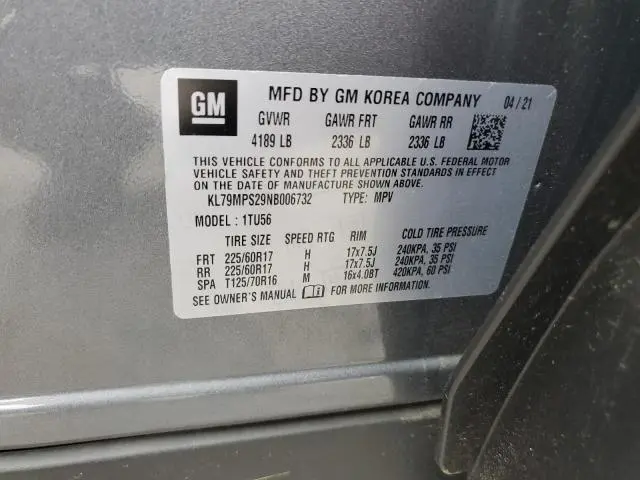 GM
MFD BY GM KOREA COMPANY 04/21
GVWR GAWR FRT GAWR RR
4189 LB 2336 LB 2336 LB
THIS VEHICLE CONFORMS TO ALL APPLICABLE U.S. FEDERAL MOTOR
VEHICLE SAFETY AND THEFT PREVENTION STANDARDS IN EFFECT
ON THE DATE OF MANUFACTURE SHOWN ABOVE.
KL79MPS29NB006732 TYPE: MPV
MODEL: 1TU56
TIRE SIZE SPEED RTG RIM COLD TIRE PRESSURE
FRT 225/60R17 H 17x7.5J 240KPA, 35 PSI
RR 225/60R17 H 17x7.5J 240KPA, 35 PSI
SPA T125/70R16 M 16x4.0BT 420KPA, 60 PSI
SEE OWNER'S MANUAL FOR MORE INFORMATION.